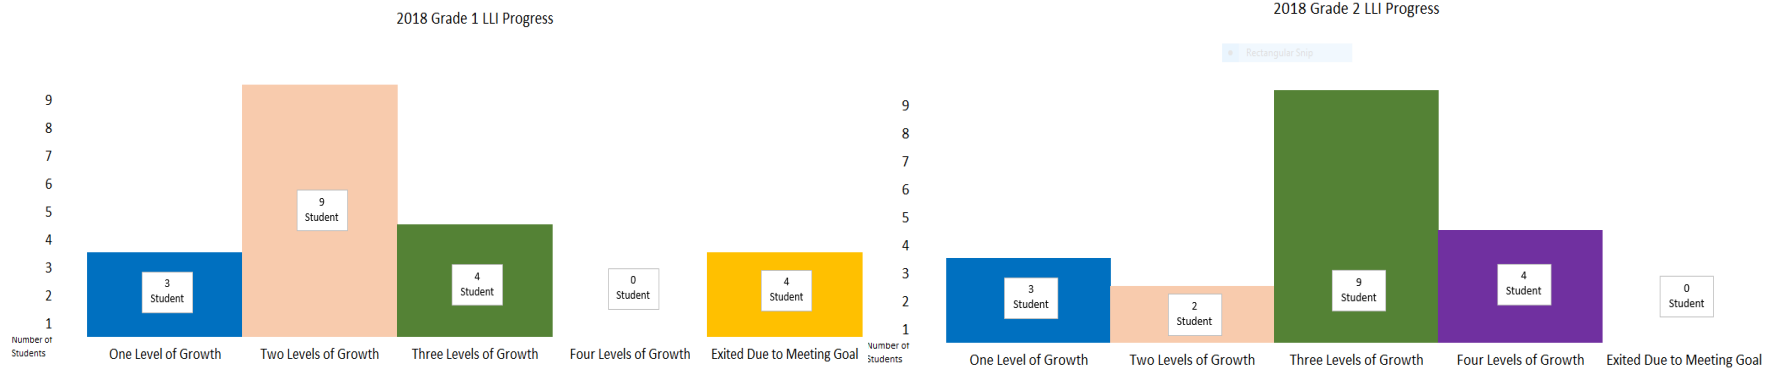 2018 Grade 1 LLI Progress
9
8
7
6
5
4
3
2
1
Number of
Students
3
Student
9
Student
4
Student
0
Student
4
Student
One Level of Growth
Two Levels of Growth
Three Levels of Growth
Four Levels of Growth
Exited Due to Meeting Goal
2018 Grade 2 LLI Progress
Rectangular Snip
9
8
7
6
5
4
3
2
1
Number of
Students
3
Student
2
Student
9
Student
4
Student
0
Student
One Level of Growth
Two Levels of Growth
Three Levels of Growth
Four Levels of Growth
Exited Due to Meeting Goal